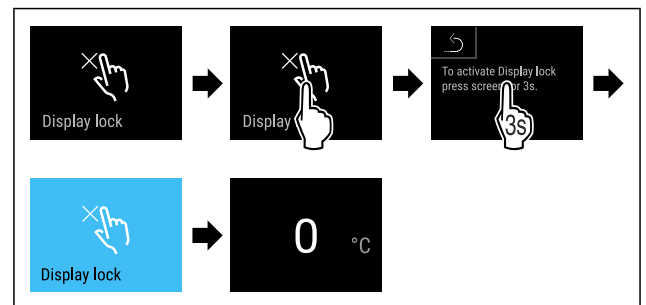 Display lock
Display
To activate Display lock
press screen for 3s.
3s
Display lock
0 °C